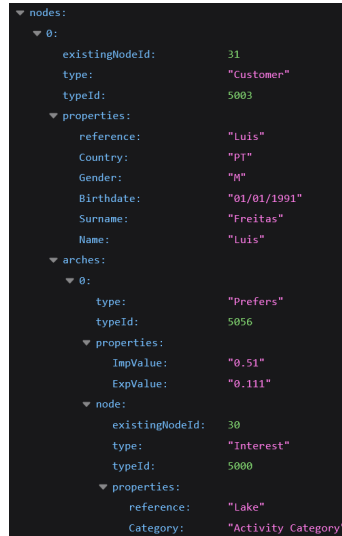 nodes:
0:
existingNodeId: 31
type: "Customer"
typeId: 5003
properties:
reference: "Luis"
Country: "PT"
Gender: "M"
Birthdate: "01/01/1991"
Surname: "Freitas"
Name: "Luis"
arches:
0:
type: "Prefers"
typeId: 5056
properties:
ImpValue: "0.51"
ExpValue: "0.111"
node:
existingNodeId: 30
type: "Interest"
typeId: 5000
properties:
reference: "Lake"
Category: "Activity Category"